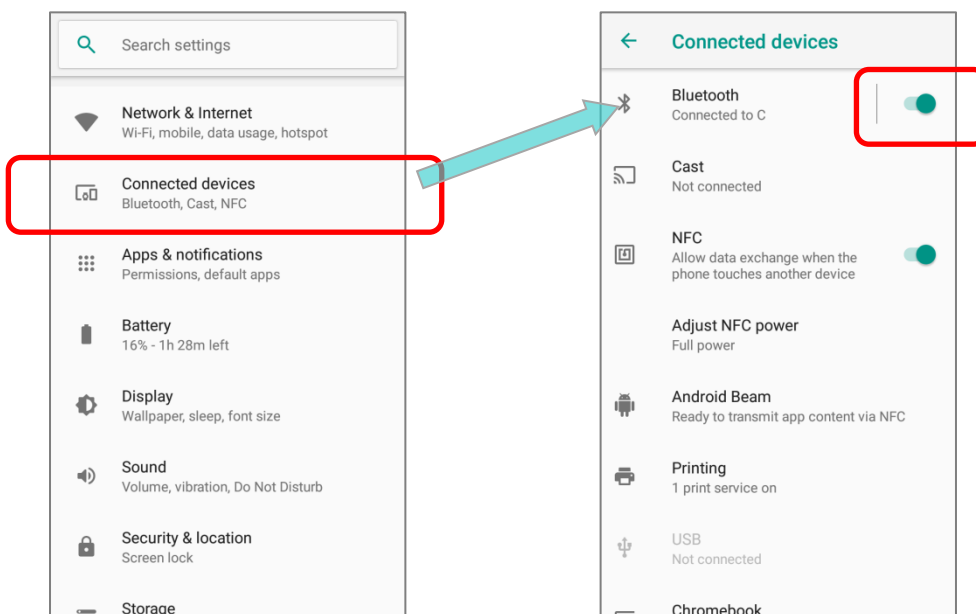 Search settings
Network & Internet
Wi-Fi, mobile, data usage, hotspot
Connected devices
Bluetooth, Cast, NFC
Apps & notifications
Permissions, default apps
Battery
16% - 1h 28m left
Display
Wallpaper, sleep, font size
Sound
Volume, vibration, Do Not Disturb
Security & location
Screen lock
Storage
Connected devices
Bluetooth
Connected to C
Cast
Not connected
NFC
Allow data exchange when the
phone touches another device
Adjust NFC power
Full power
Android Beam
Ready to transmit app content via NFC
Printing
1 print service on
USB
Not connected
Chromebook